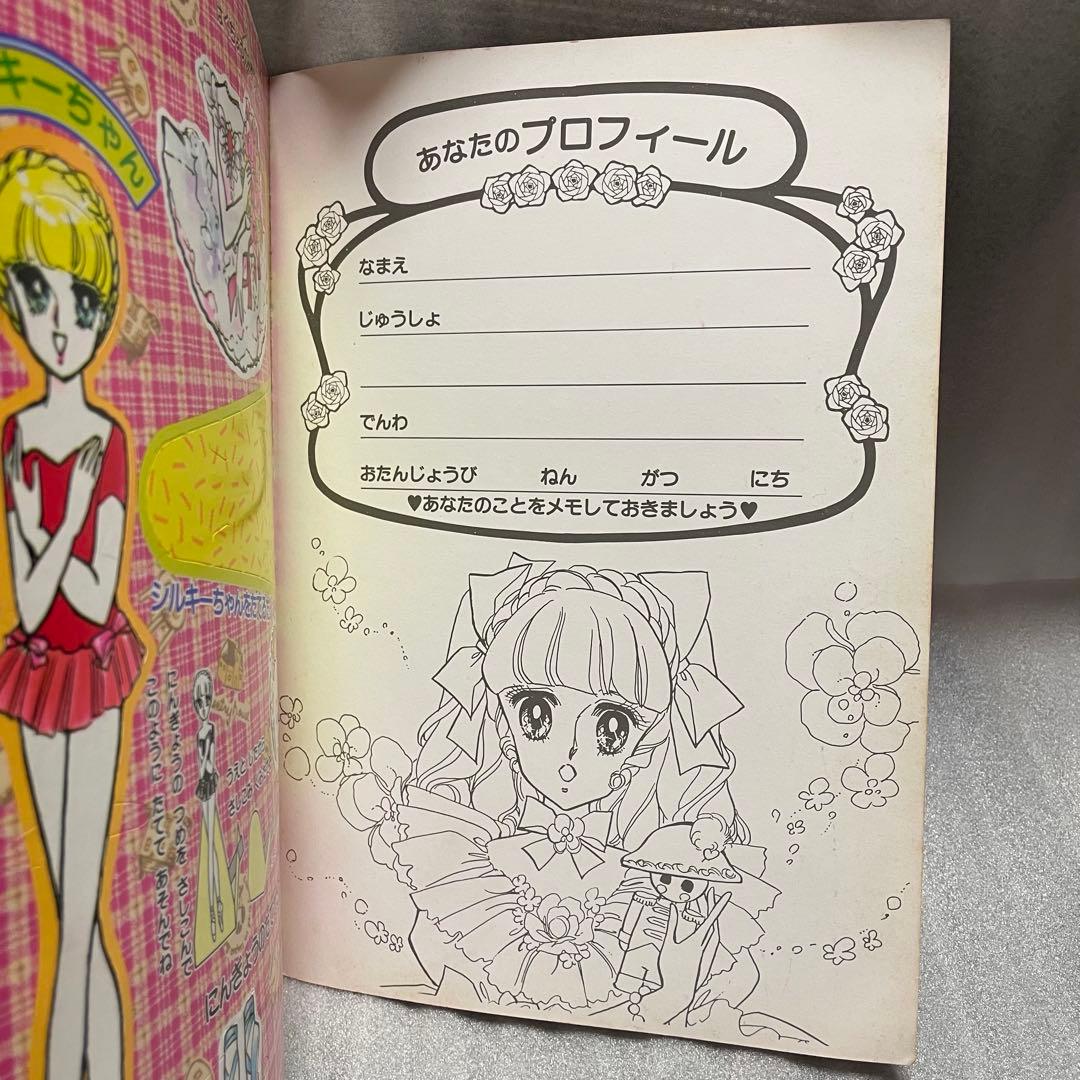 キーちゃん
シルキーちゃんをたて
にんぎょうの つめを さしこんで
このように たてて あそんでね
にんぎょうの
あなたのプロフィール
なまえ
じゅうしょ
でんわ
おたんじょうび ねん がつ にち
♥あなたのことをメモしておきましょう♥